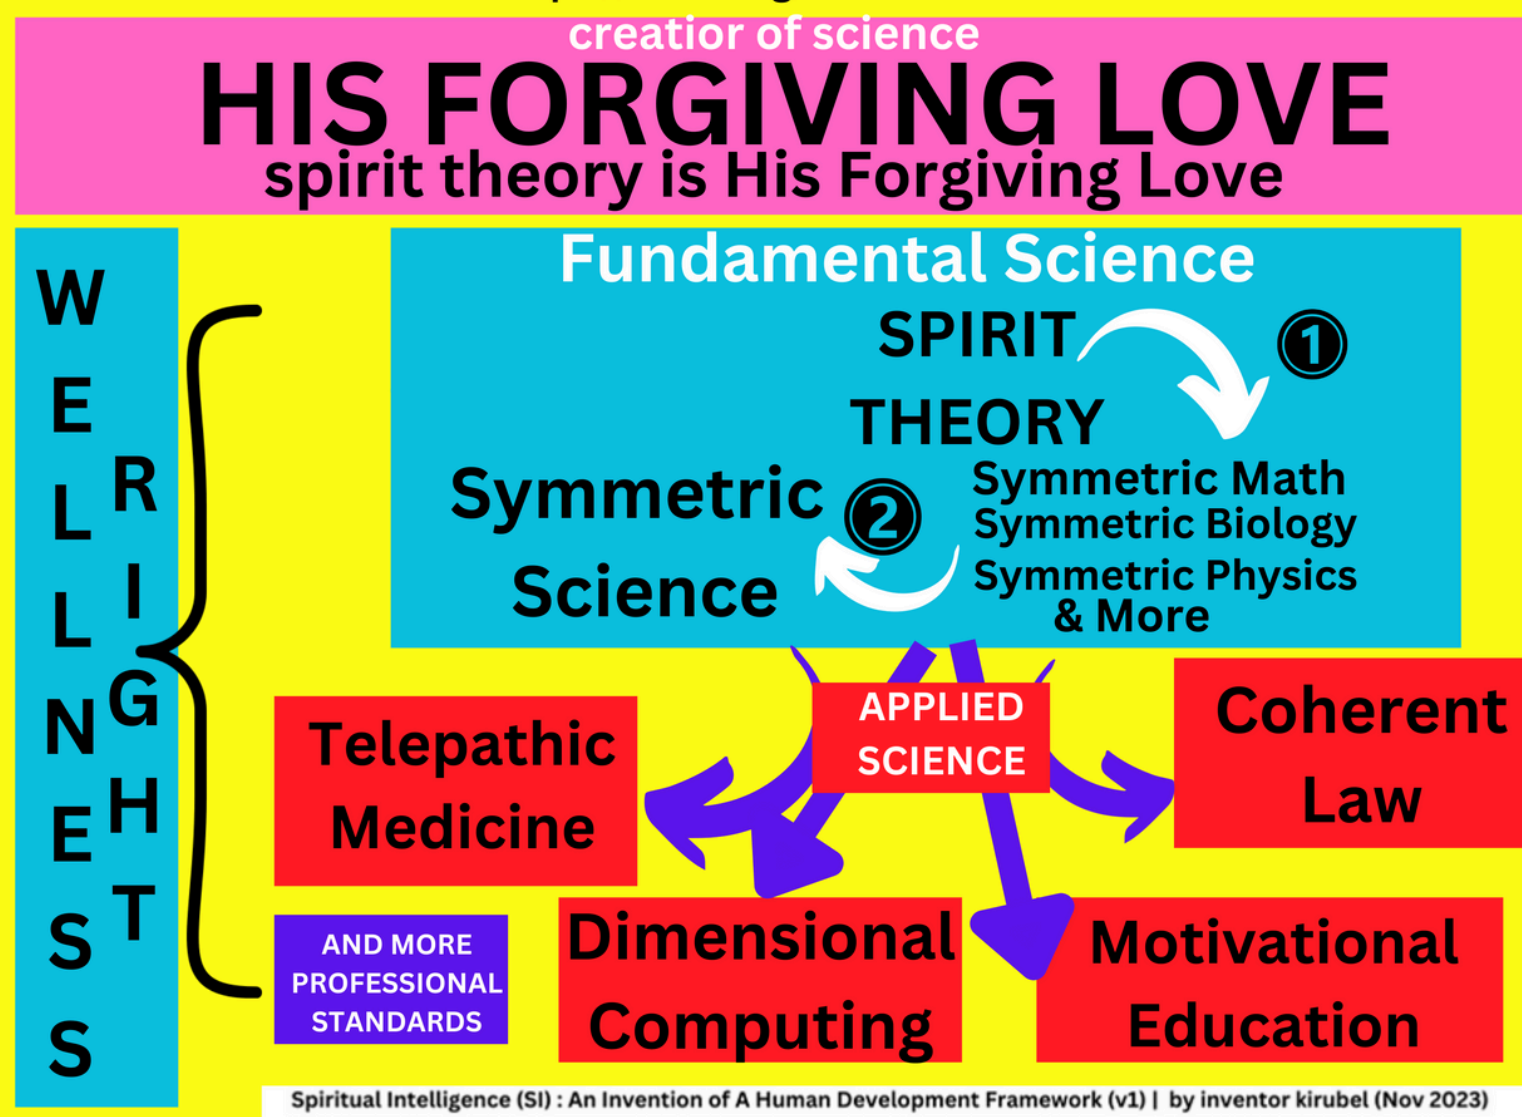 creatior of science
HIS FORGIVING LOVE
spirit theory is His Forgiving Love
WELLNESS
RIGHT
Fundamental Science
SPIRIT
THEORY
1
Symmetric Math
Symmetric Biology
Symmetric Physics
& More
2
Symmetric
Science
APPLIED
SCIENCE
Telepathic
Medicine
Coherent
Law
AND MORE
PROFESSIONAL
STANDARDS
Dimensional
Computing
Motivational
Education
Spiritual Intelligence (SI) : An Invention of A Human Development Framework (v1) | by inventor kirubel (Nov 2023)